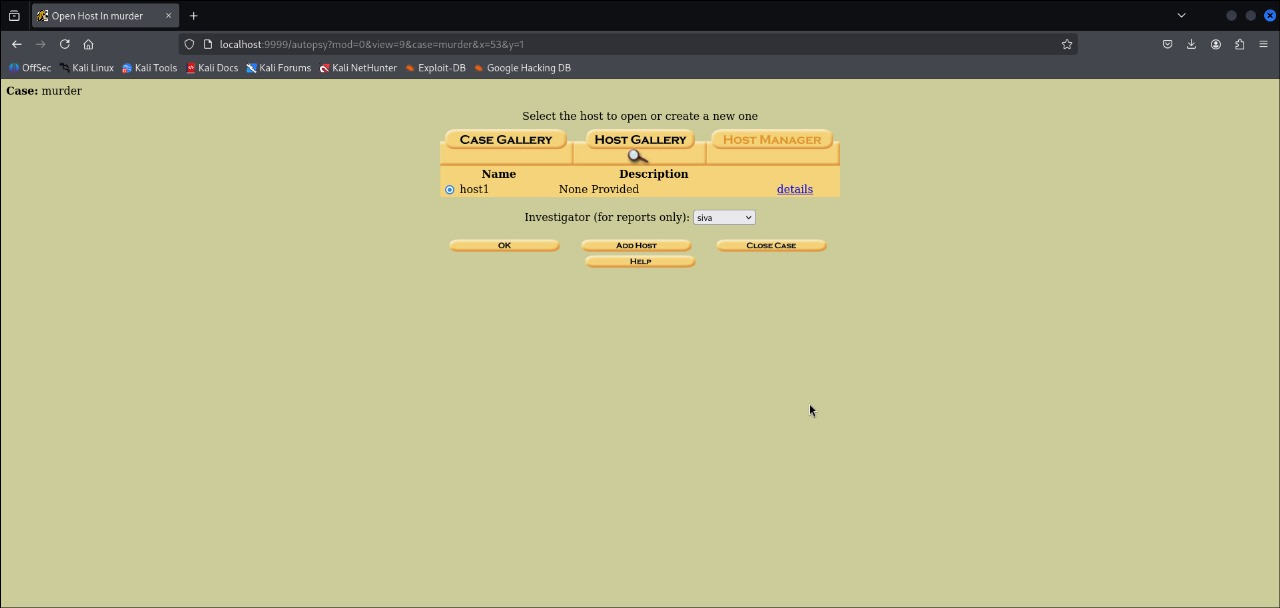 Open Host In murder
localhost:9999/autopsy?mod=0&view=9&case=murder&x=53&y=1
OffSec Kali Linux Kali Tools Kali Docs Kali Forums Kali NetHunter Exploit-DB Google Hacking DB
Case: murder
Select the host to open or create a new one
CASE GALLERY HOST GALLERY HOST MANAGER
Name Description
host1 None Provided details
Investigator (for reports only): siva
OK ADD HOST CLOSE CASE
HELP